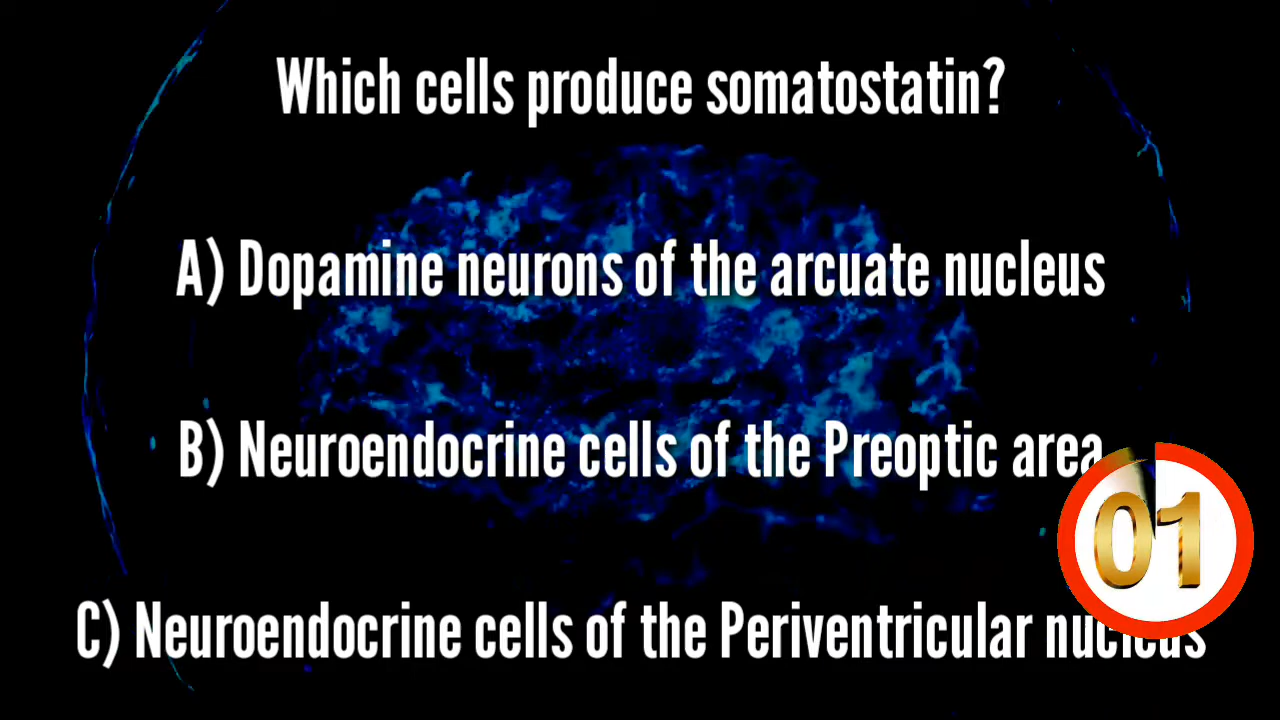 Which cells produce somatostatin?
A) Dopamine neurons of the arcuate nucleus
B) Neuroendocrine cells of the Preoptic area
01
C) Neuroendocrine cells of the Periventricular nucleus